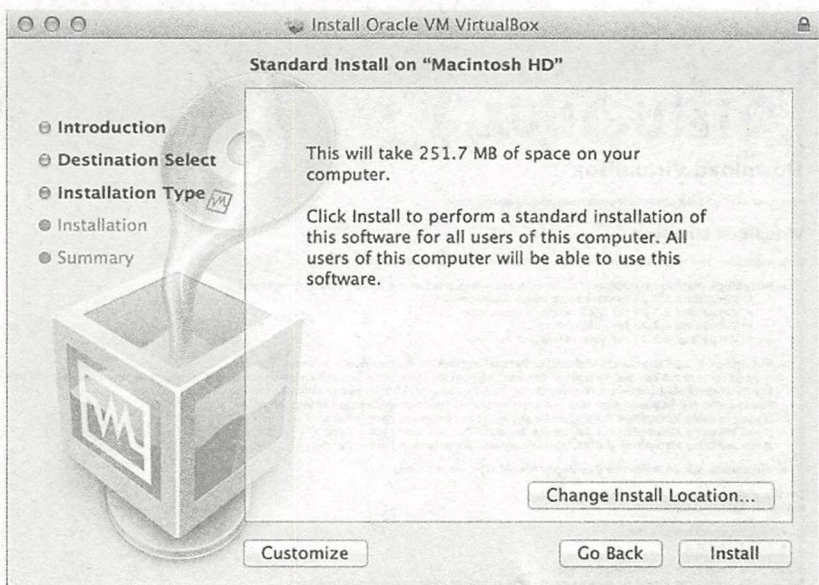 Install Oracle VM VirtualBox
Standard Install on “Macintosh HD”
Introduction
Destination Select
Installation Type
Installation
Summary
This will take 251.7 MB of space on your
computer.
Click Install to perform a standard installation of
this software for all users of this computer. All
users of this computer will be able to use this
software.
Change Install Location...
Customize
Go Back
Install